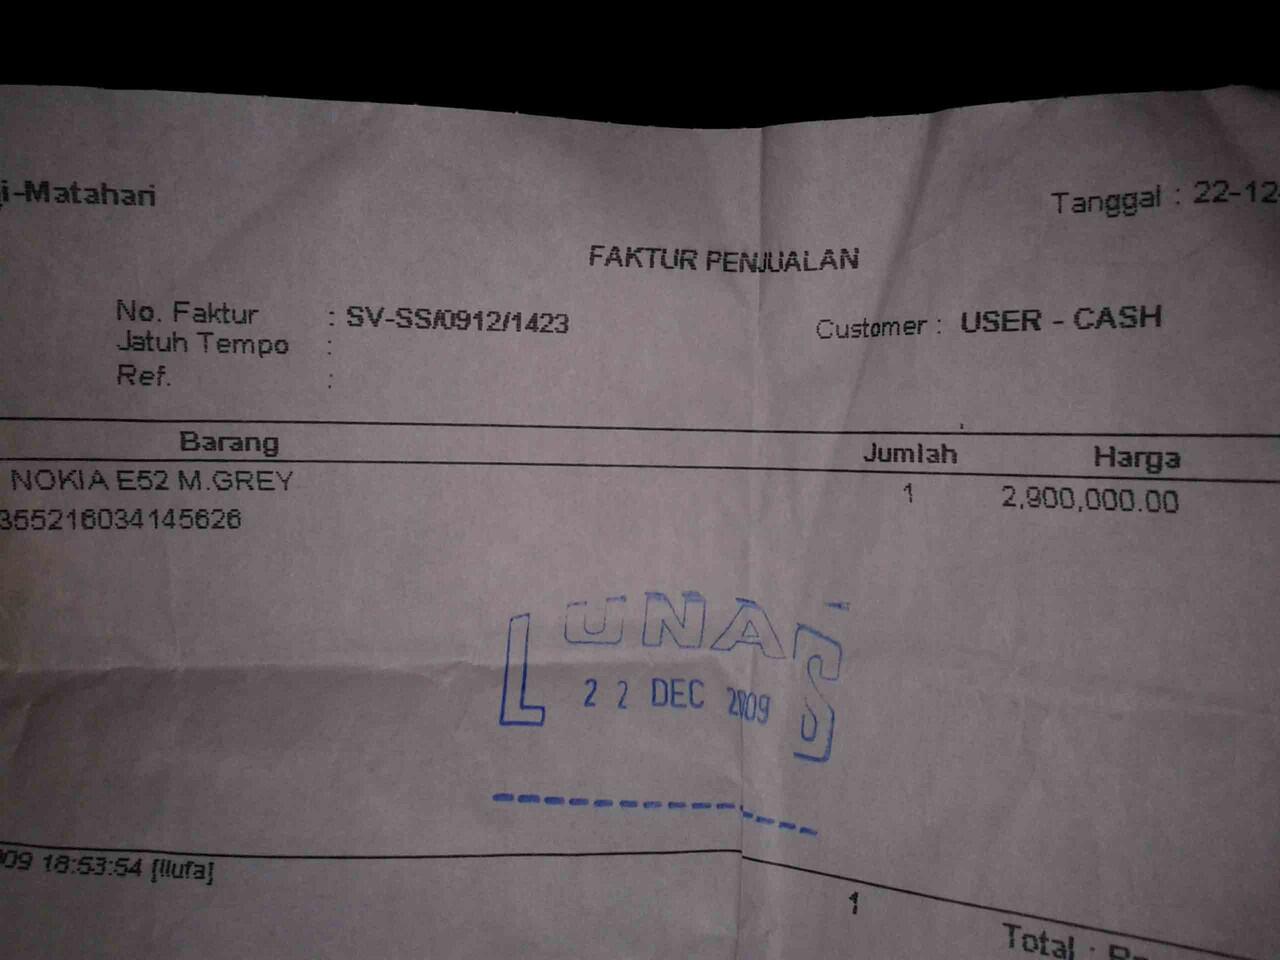 i-Matahari
Tanggal : 22-12-
FAKTUR PENJUALAN
No. Faktur : SV-SS/0912/1423
Customer : USER - CASH
Jatuh Tempo :
Ref. :
Barang Jumlah Harga
NOKIA E52 M.GREY 1 2,900,000.00
355216034145626
LUNAS
22 DEC 2009
009 18:53:54 [llufa]
1
Total :